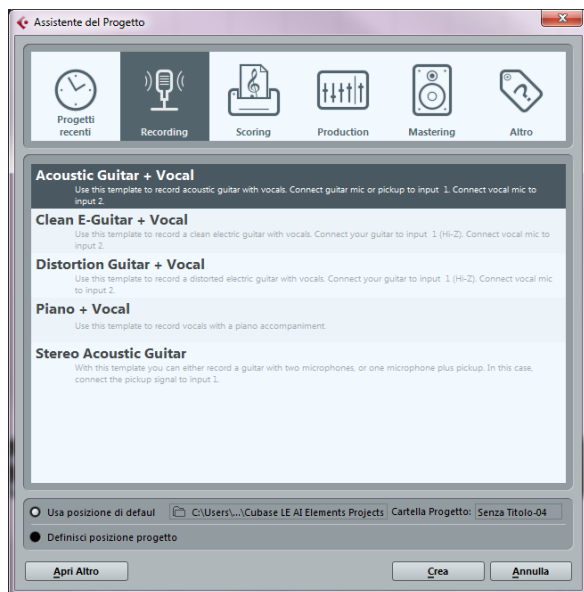 Assistente del Progetto
Progetti
recenti
Recording
Scoring
Production
Mastering
Altro
Acoustic Guitar + Vocal
Use this template to record acoustic guitar with vocals. Connect guitar mic or pickup to input 1. Connect vocal mic to
input 2.
Clean E-Guitar + Vocal
Use this template to record a clean electric guitar with vocals. Connect your guitar to input 1 (Hi-Z). Connect vocal mic to
input 2.
Distortion Guitar + Vocal
Use this template to record a distorted electric guitar with vocals. Connect your guitar to input 1 (Hi-Z). Connect vocal mic
to input 2.
Piano + Vocal
Use this template to record vocals with a piano accompaniment.
Stereo Acoustic Guitar
With this template you can either record a guitar with two microphones, or one microphone plus pickup. In this case,
connect the pickup signal to input 1.
Usa posizione di defaul C:\Users\...\Cubase LE AI Elements Projects Cartella Progetto: Senza Titolo-04
Definisci posizione progetto
Apri Altro Crea Annulla